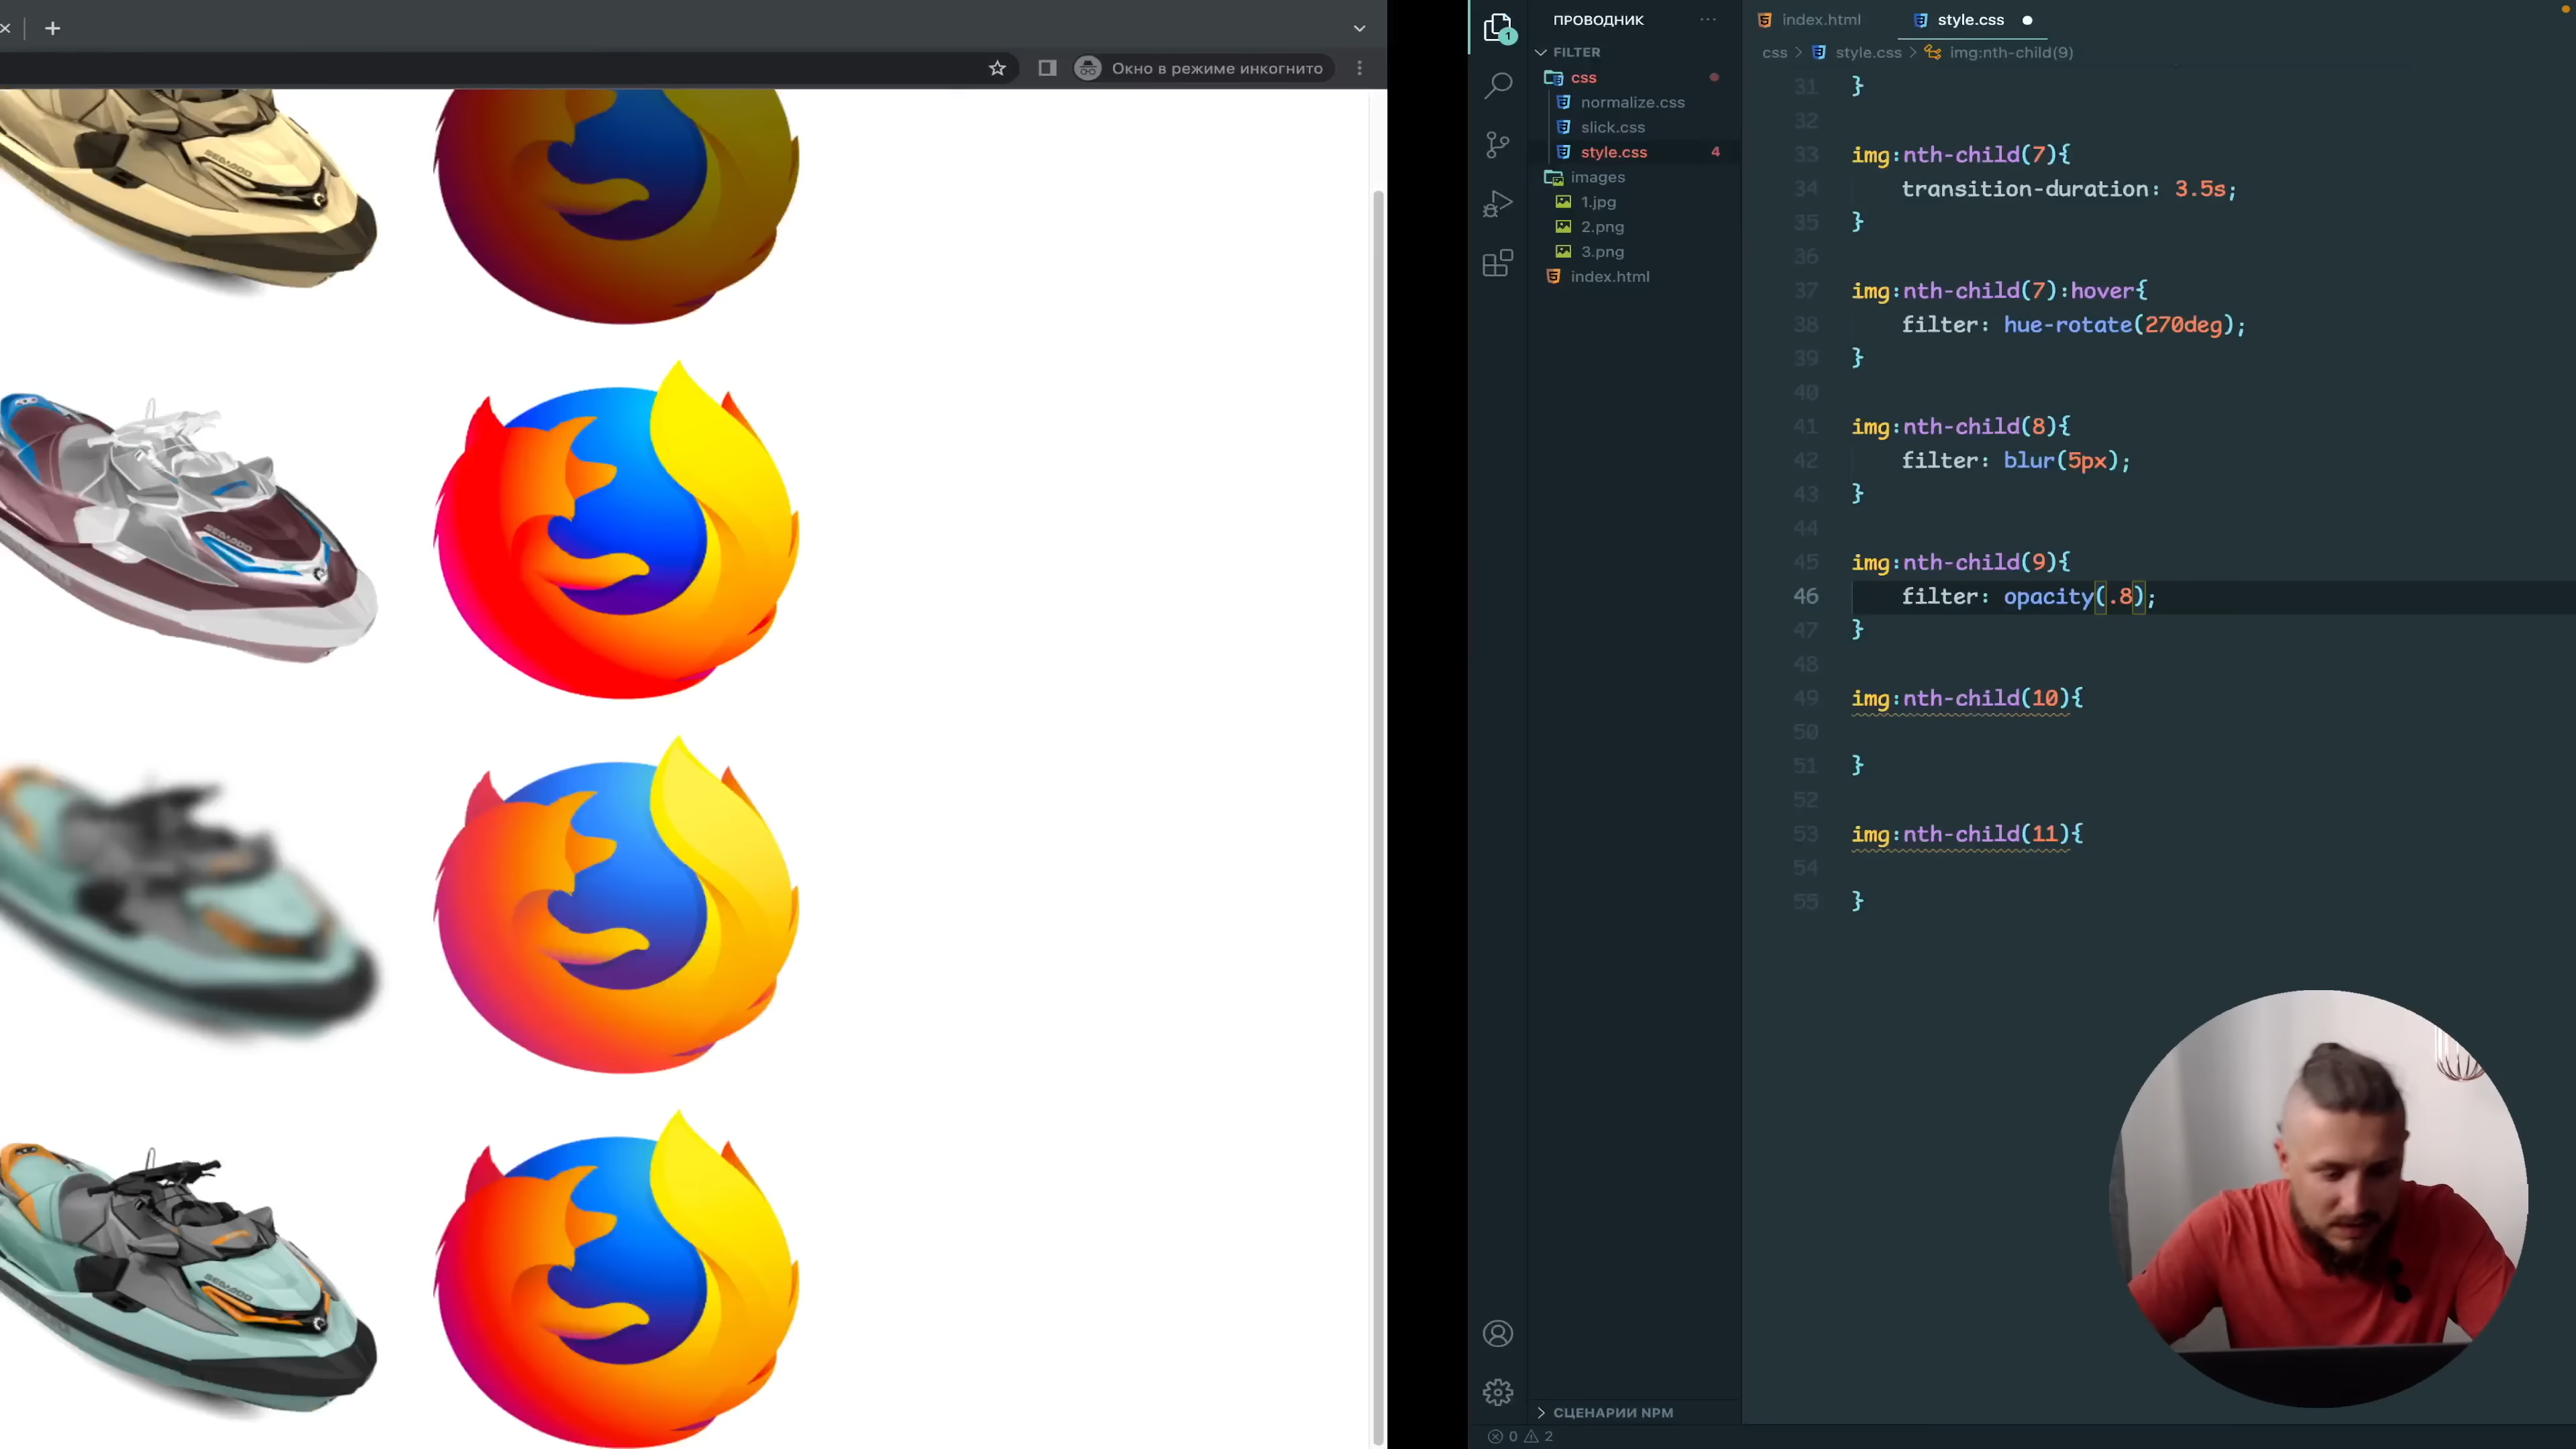 Окно в режиме инкогнито
SEADOO
SEADOO
SEADOO
1
ПРОВОДНИК
FILTER
css
normalize.css
slick.css
style.css 4
images
1.jpg
2.png
3.png
index.html
СЦЕНАРИИ NPM
0 2
index.html style.css
css > style.css > img:nth-child(9)
31 }
32
33 img:nth-child(7){
34 transition-duration: 3.5s;
35 }
36
37 img:nth-child(7):hover{
38 filter: hue-rotate(270deg);
39 }
40
41 img:nth-child(8){
42 filter: blur(5px);
43 }
44
45 img:nth-child(9){
46 filter: opacity(.8);
47 }
48
49 img:nth-child(10){
50
51 }
52
53 img:nth-child(11){
54
55 }